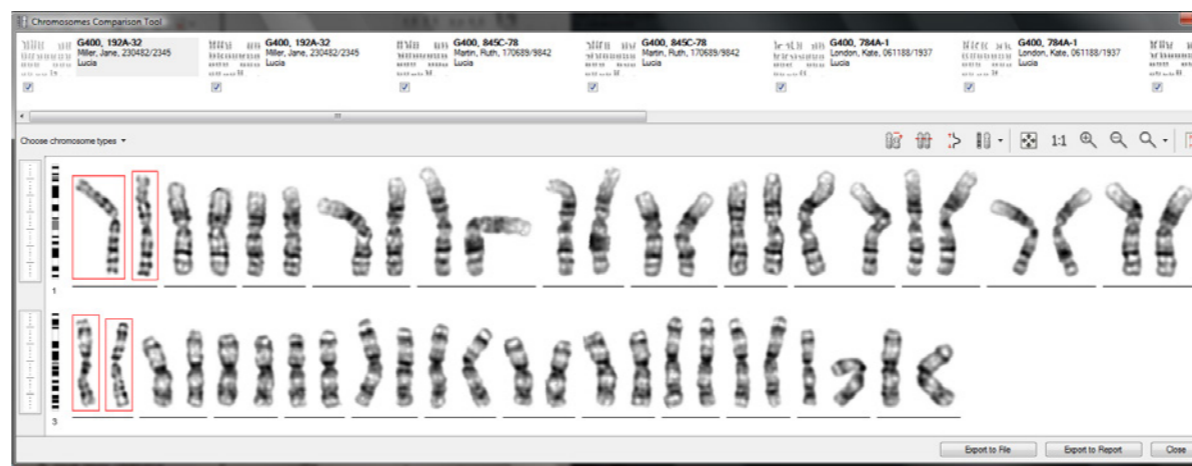 Chromosomes Comparison Tool
G400, 192A-32
Miller, Jane, 230482/2345
Lucia
G400, 192A-32
Miller, Jane, 230482/2345
Lucia
G400, 845C-78
Martin, Ruth, 170689/9842
Lucia
G400, 845C-78
Martin, Ruth, 170689/9842
Lucia
G400, 784A-1
London, Kate, 061188/1937
Lucia
G400, 784A-1
London, Kate, 061188/1937
Lucia
Choose chromosome types
1:1
1
3
Export to File
Export to Report
Close